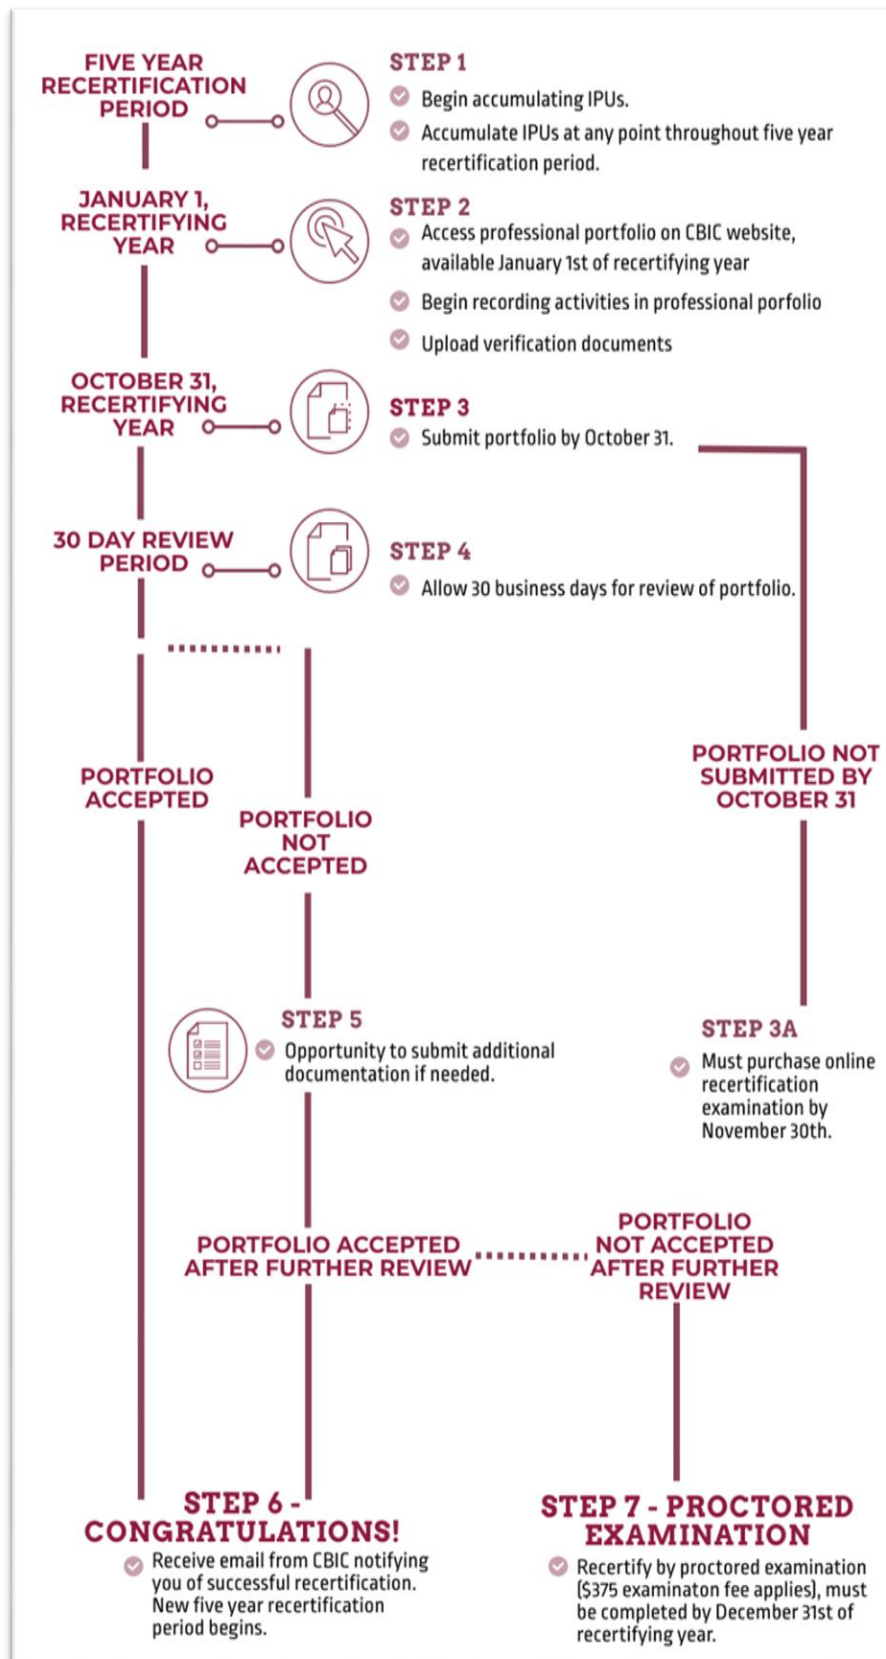 FIVE YEAR
RECERTIFICATION
PERIOD
STEP 1
Begin accumulating IPUs.
Accumulate IPUs at any point throughout five year
recertification period.
JANUARY 1,
RECERTIFYING
YEAR
STEP 2
Access professional portfolio on CBIC website,
available January 1st of recertifying year
Begin recording activities in professional porfolio
Upload verification documents
OCTOBER 31,
RECERTIFYING
YEAR
STEP 3
Submit portfolio by October 31.
30 DAY REVIEW
PERIOD
STEP 4
Allow 30 business days for review of portfolio.
PORTFOLIO
ACCEPTED
PORTFOLIO
NOT
ACCEPTED
PORTFOLIO NOT
SUBMITTED BY
OCTOBER 31
STEP 5
Opportunity to submit additional
documentation if needed.
STEP 3A
Must purchase online
recertification
examination by
November 30th.
PORTFOLIO ACCEPTED
AFTER FURTHER REVIEW
PORTFOLIO
NOT ACCEPTED
AFTER FURTHER
REVIEW
STEP 6 -
CONGRATULATIONS!
Receive email from CBIC notifying
you of successful recertification.
New five year recertification
period begins.
STEP 7 - PROCTORED
EXAMINATION
Recertify by proctored examination
($375 examinaton fee applies), must
be completed by December 31st of
recertifying year.